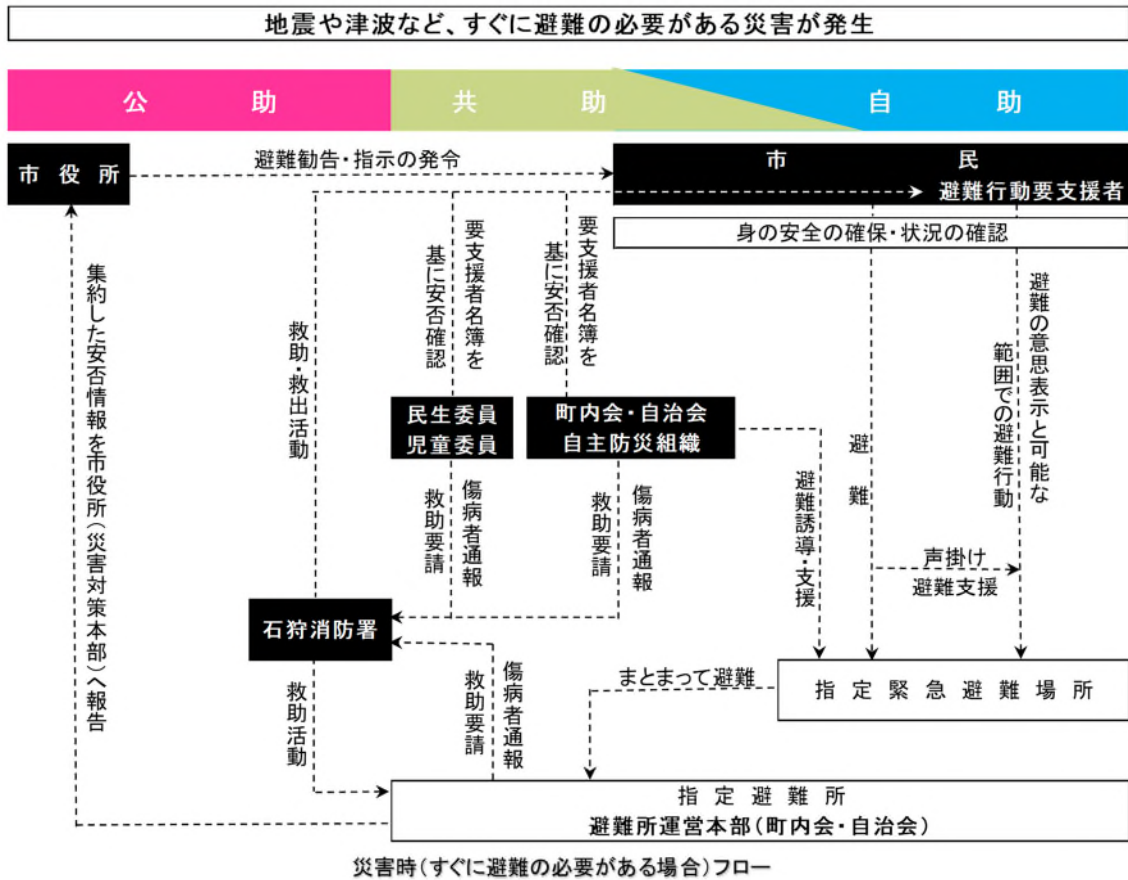 地震や津波など、すぐに避難の必要がある災害が発生
公助
共助
自助
市役所
避難勧告・指示の発令
市民
避難行動要支援者
身の安全の確保・状況の確認
集約した安否情報を市役所(災害対策本部)へ報告
救助・救出活動
要支援者名簿を
基に安否確認
要支援者名簿を
基に安否確認
避難の意思表示と可能な
範囲での避難行動
民生委員
児童委員
町内会・自治会
自主防災組織
避難
避難誘導・支援
傷病者通報
救助要請
傷病者通報
救助要請
声掛け
避難支援
石狩消防署
救助活動
傷病者通報
救助要請
まとまって避難
指定緊急避難場所
指定避難所
避難所運営本部(町内会・自治会)
災害時(すぐに避難の必要がある場合)フロー